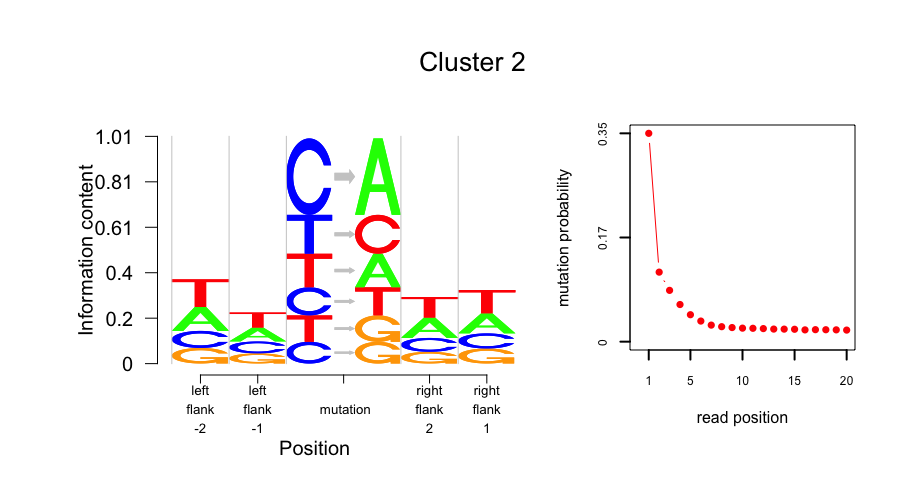 Cluster 2
Information content
1.01
0.81
0.61
0.4
0.2
0
T
A
C
G
T
A
C
G
C
T
T
C
T
C
A
C
A
T
G
G
T
A
C
G
T
A
C
G
left
flank
-2
left
flank
-1
mutation
right
flank
2
right
flank
1
Position
mutation probability
0.35
0.17
0
1
5
10
15
20
read position